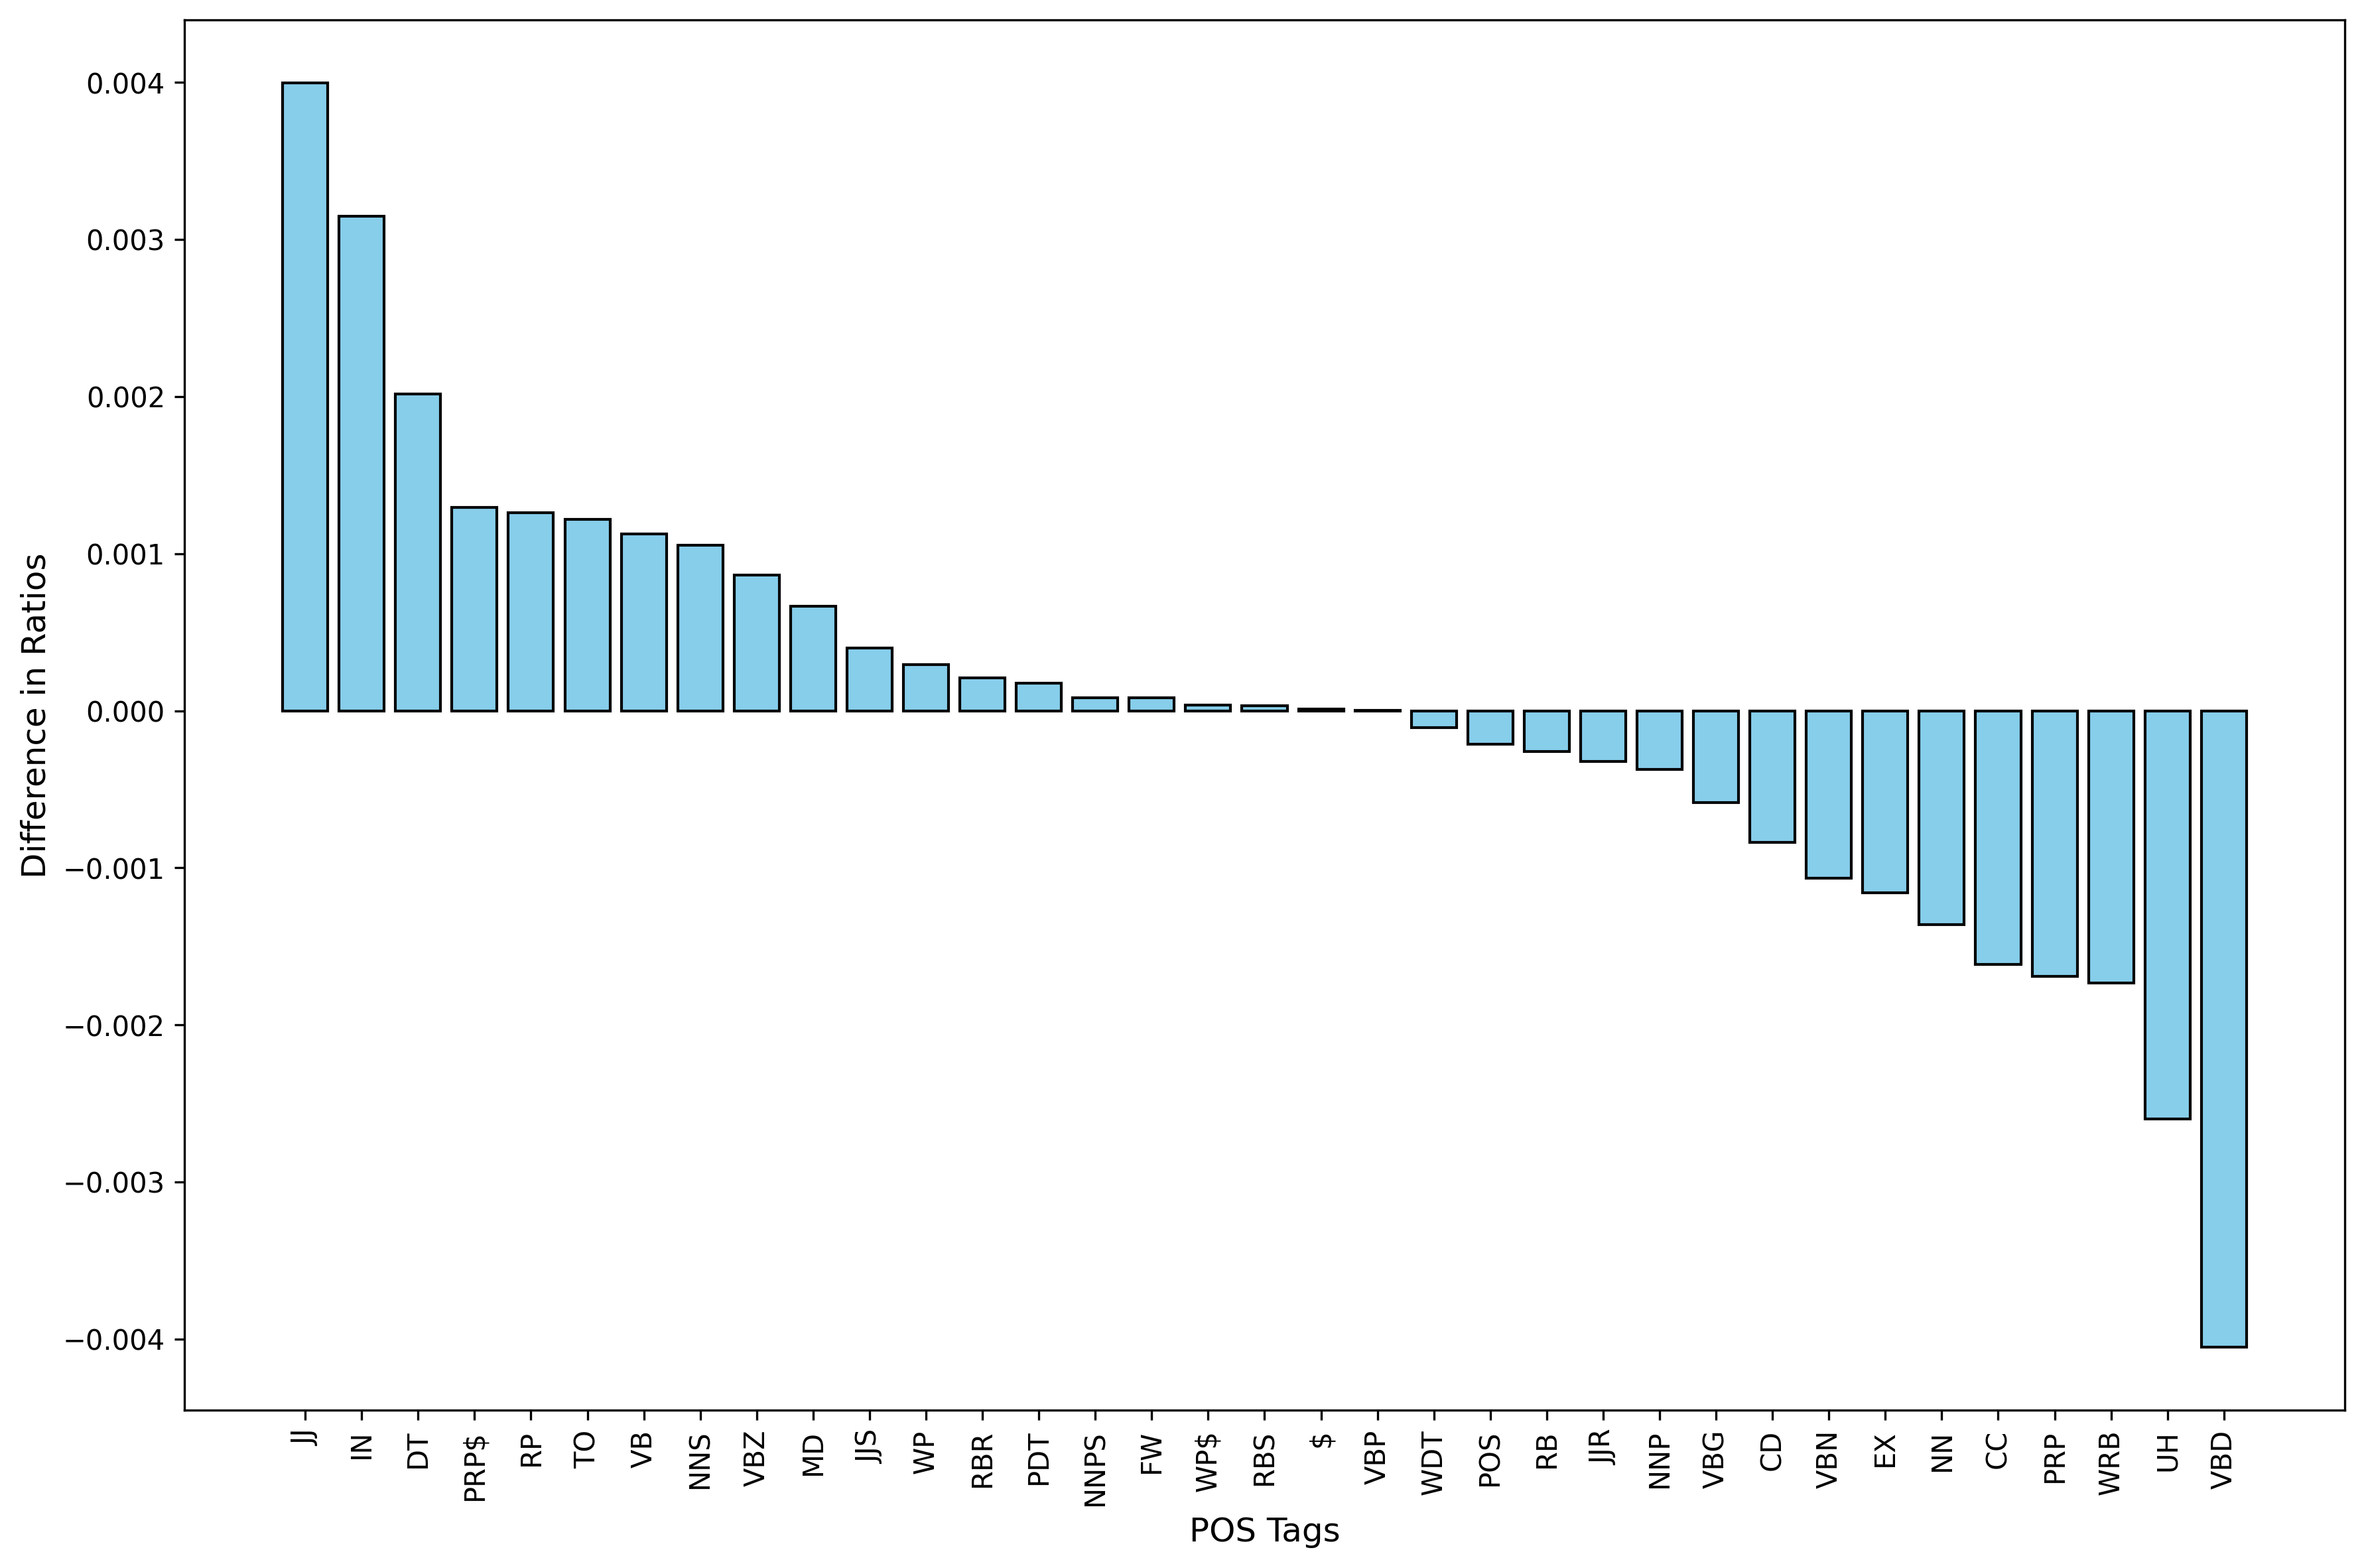 Difference in Ratios
0.004
0.003
0.002
0.001
0.000
−0.001
−0.002
−0.003
−0.004
JJ
IN
DT
PRP$
RP
TO
VB
NNS
VBZ
MD
JJS
WP
RBR
PDT
NNPS
FW
WP$
RBS
$
VBP
WDT
POS
RB
JJR
NNP
VBG
CD
VBN
EX
NN
CC
PRP
WRB
UH
VBD
POS Tags